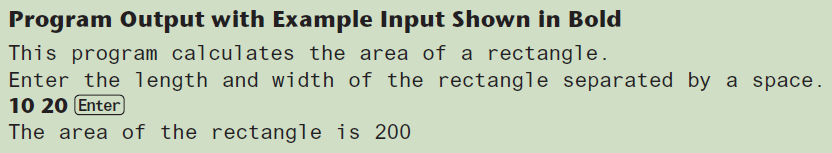 Program Output with Example Input Shown in Bold
This program calculates the area of a rectangle.
Enter the length and width of the rectangle separated by a space.
10 20 Enter
The area of the rectangle is 200